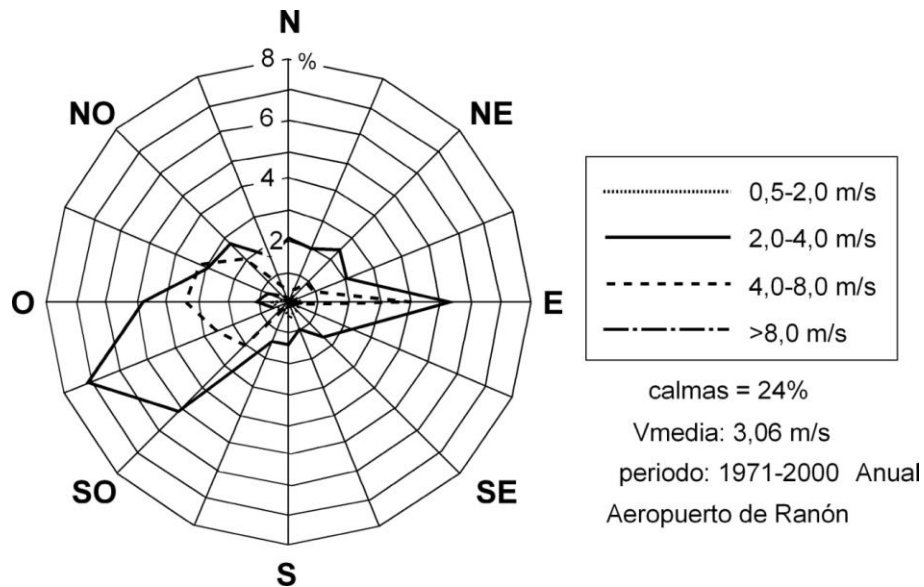 N
8 %
NO
NE
6
4
2
O
E
SO
SE
S
0,5-2,0 m/s
2,0-4,0 m/s
4,0-8,0 m/s
>8,0 m/s
calmas = 24%
Vmedia: 3,06 m/s
periodo: 1971-2000 Anual
Aeropuerto de Ranón